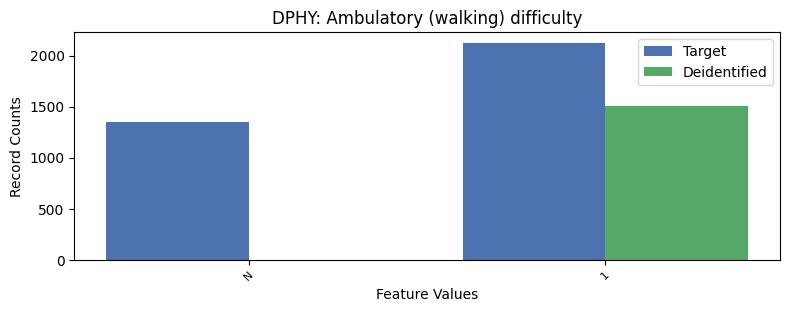 DPHY: Ambulatory (walking) difficulty
Target
Deidentified
Record Counts
2000
1500
1000
500
0
N
1
Feature Values